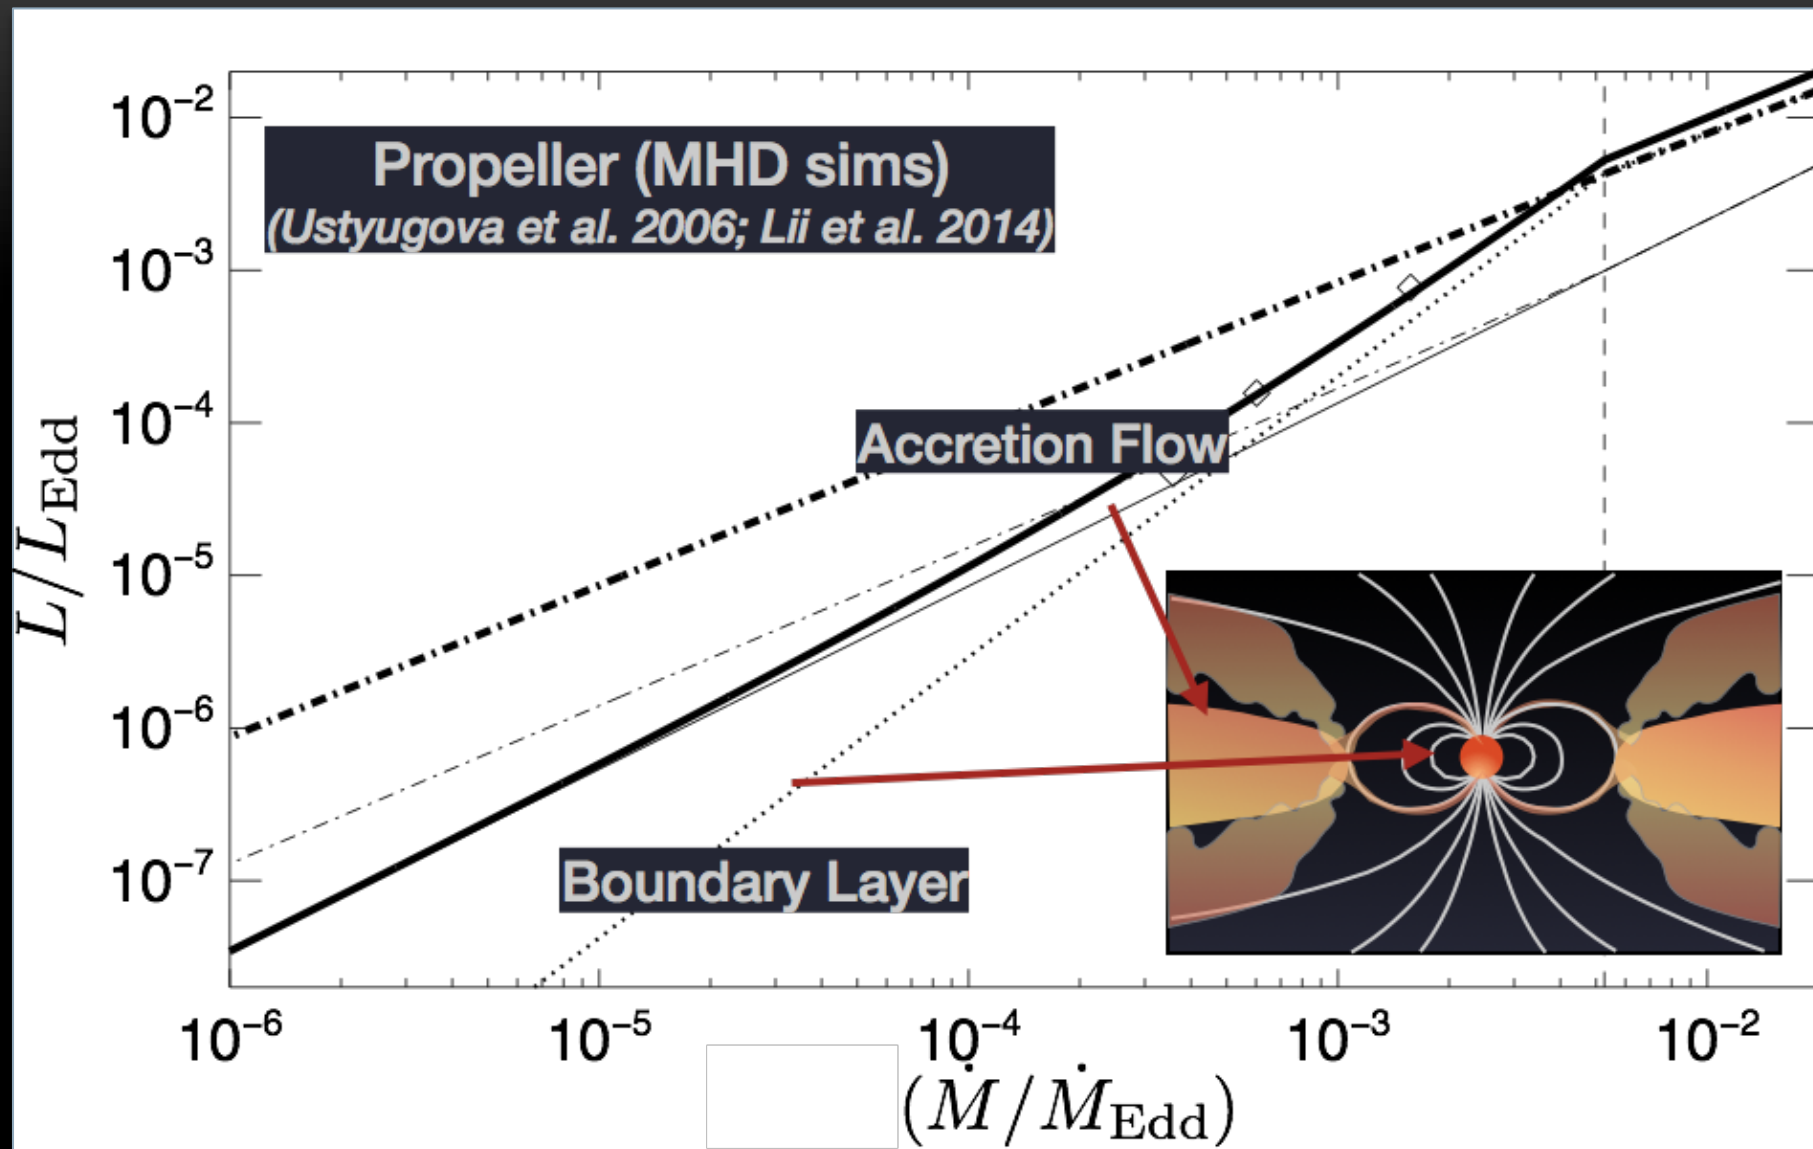 Propeller (MHD sims)
(Ustyugova et al. 2006; Lii et al. 2014)
Accretion Flow
Boundary Layer
L/L_Edd
10⁻²
10⁻³
10⁻⁴
10⁻⁵
10⁻⁶
10⁻⁷
10⁻⁶ 10⁻⁵ 10⁻⁴ 10⁻³ 10⁻²
(Ṁ/Ṁ_Edd)